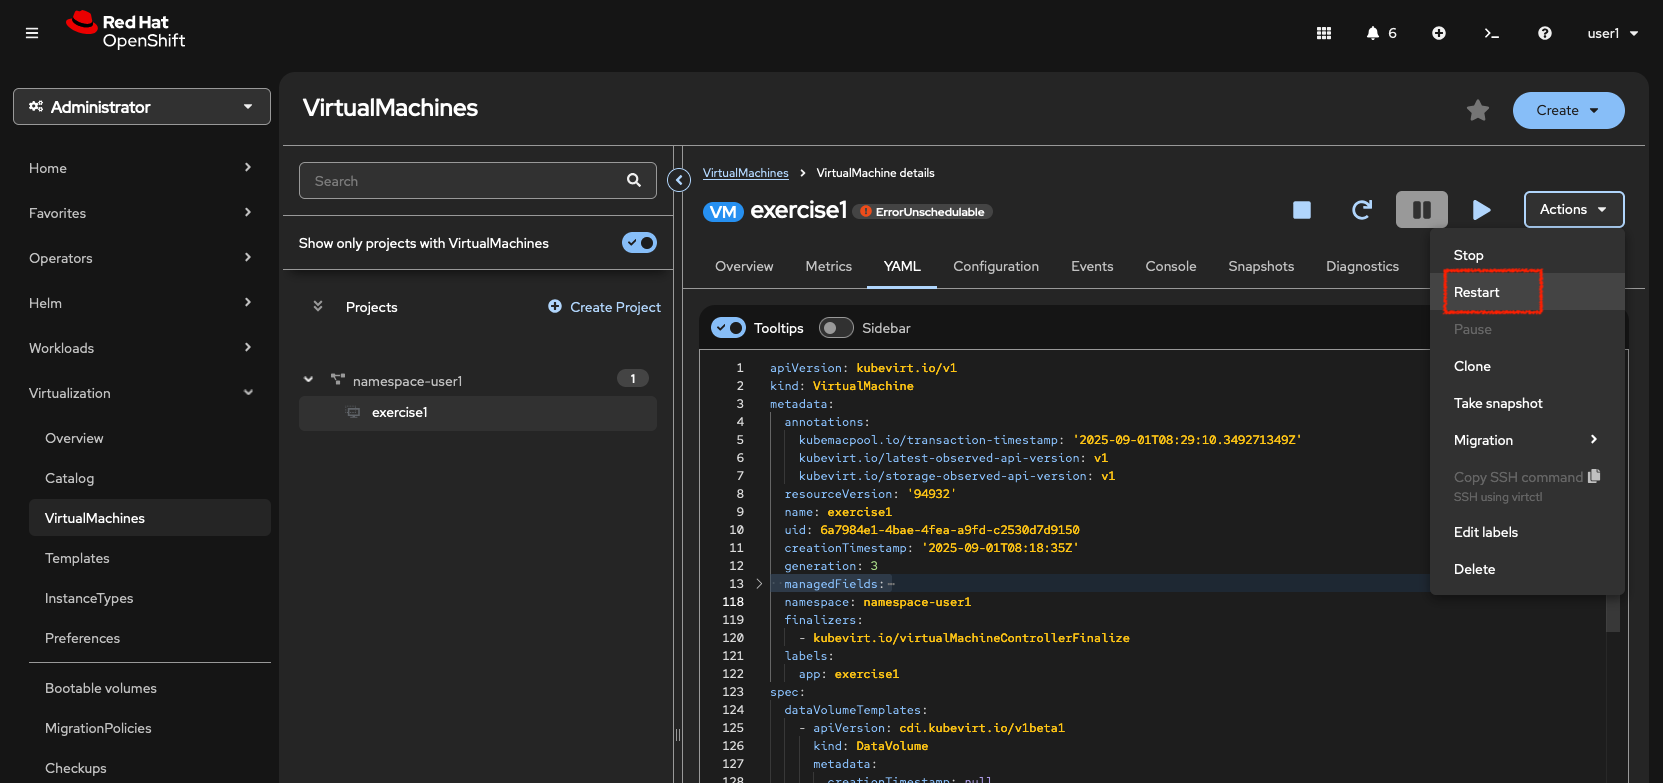 Red Hat
OpenShift
6
user1
Administrator
Home
Favorites
Operators
Helm
Workloads
Virtualization
Overview
Catalog
VirtualMachines
Templates
InstanceTypes
Preferences
Bootable volumes
MigrationPolicies
Checkups
VirtualMachines
Create
Search
Show only projects with VirtualMachines
Projects
Create Project
namespace-user1
1
exercise1
VirtualMachines > VirtualMachine details
VM exercise1 ErrorUnschedulable
Actions
Overview Metrics YAML Configuration Events Console Snapshots Diagnostics
Stop
Restart
Pause
Clone
Take snapshot
Migration
Copy SSH command
SSH using virtctl
Edit labels
Delete
Tooltips Sidebar
1 apiVersion: kubevirt.io/v1
2 kind: VirtualMachine
3 metadata:
4 annotations:
5 kubemacpool.io/transaction-timestamp: '2025-09-01T08:29:10.349271349Z'
6 kubevirt.io/latest-observed-api-version: v1
7 kubevirt.io/storage-observed-api-version: v1
8 resourceVersion: '94932'
9 name: exercise1
10 uid: 6a7984e1-4bae-4fea-a9fd-c2530d7d9150
11 creationTimestamp: '2025-09-01T08:18:35Z'
12 generation: 3
13 managedFields:
118 namespace: namespace-user1
119 finalizers:
120 - kubevirt.io/virtualMachineControllerFinalize
121 labels:
122 app: exercise1
123 spec:
124 dataVolumeTemplates:
125 - apiVersion: cdi.kubevirt.io/v1beta1
126 kind: DataVolume
127 metadata:
128 creationTimestamp: null